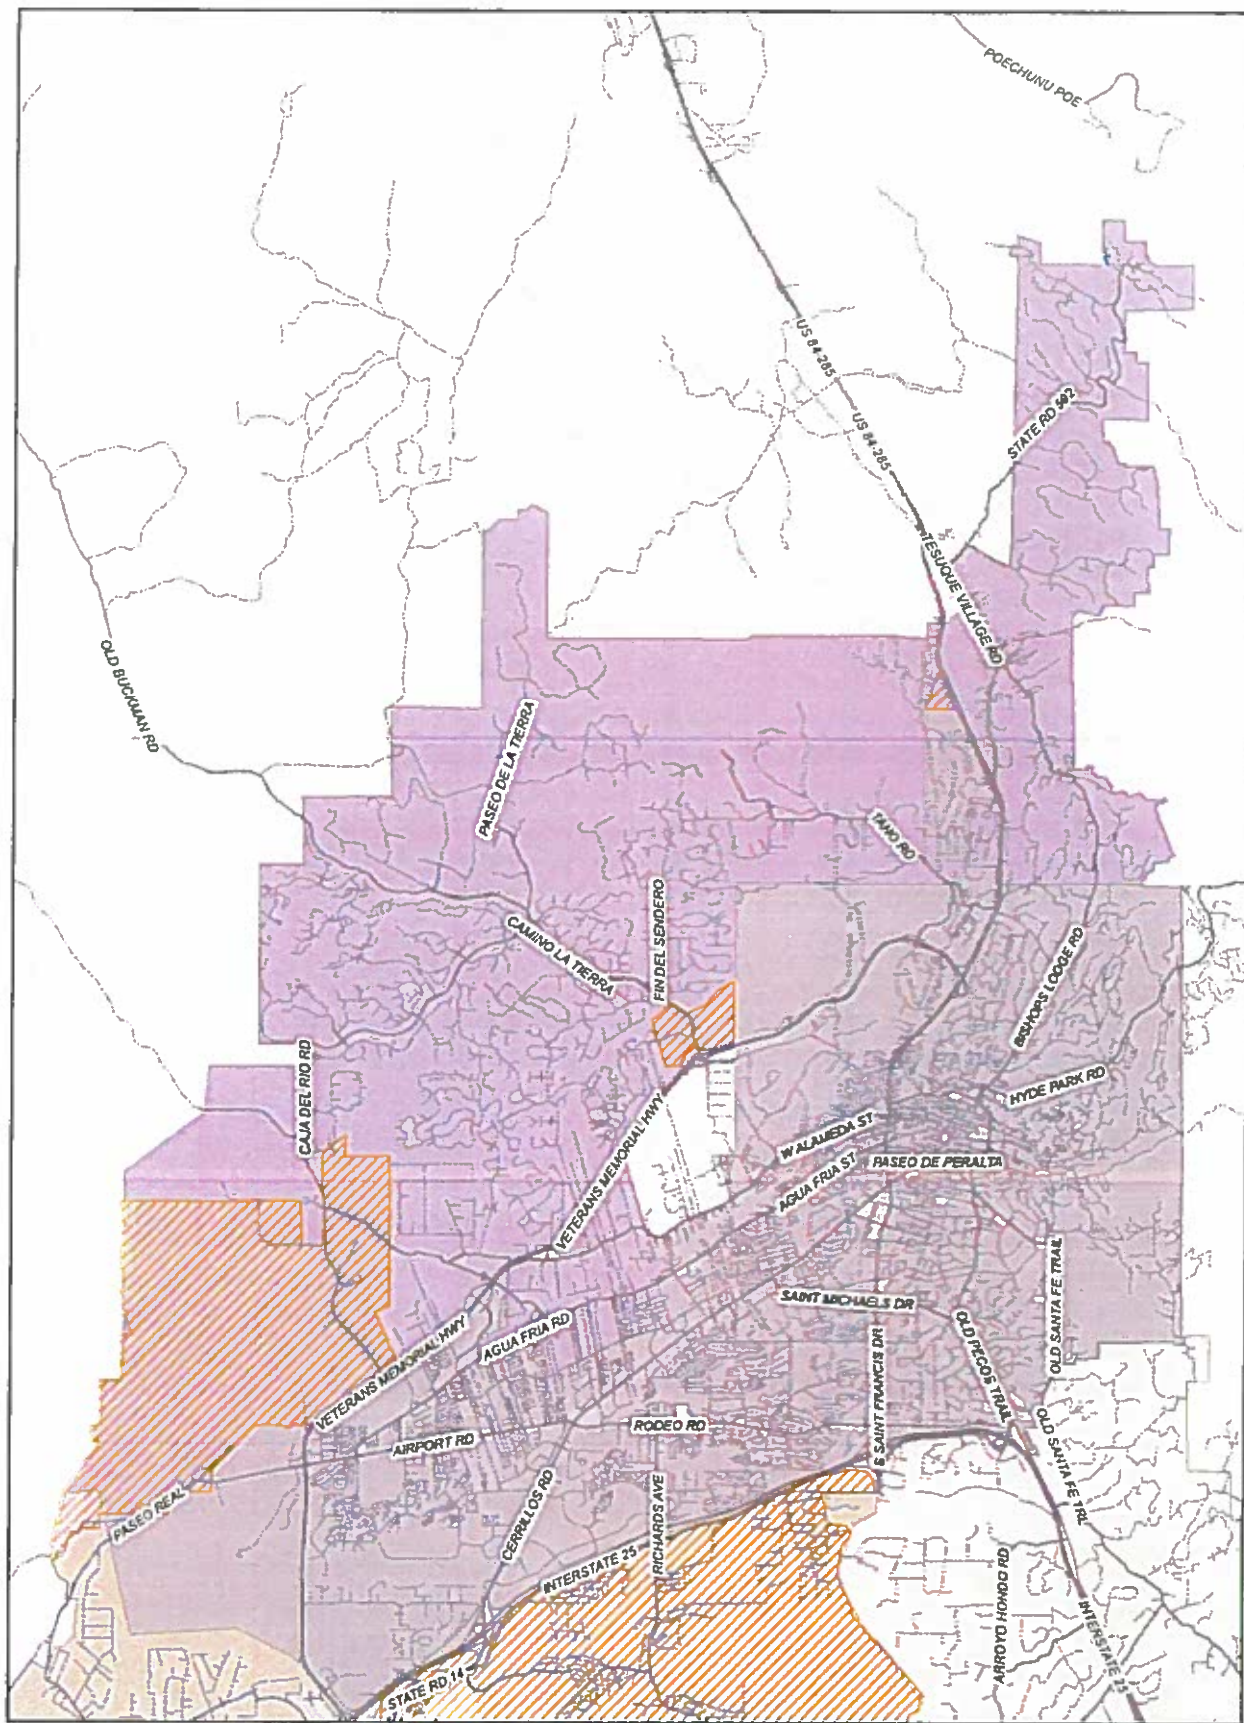 POECHUNU POE
US 84-285
US 84-285
STATE RD 592
TESUQUE VILLAGE RD
OLD BUCKMAN RD
PASEO DE LA TIERRA
TANO RD
CAMINO LA TIERRA
FIN DEL SENDERO
BISHOPS LODGE RD
CAJA DEL RIO RD
HYDE PARK RD
VETERANS MEMORIAL HWY
W ALAMEDA ST
AGUA FRIA ST
PASEO DE PERALTA
OLD SANTA FE TRAIL
SAINT MICHAELS DR
AGUA FRIA RD
VETERANS MEMORIAL HWY
OLD PECOS TRAIL
S SAINT FRANCIS DR
RODEO RD
AIRPORT RD
OLD SANTA FE TRL
PASEO REAL
CERRILLOS RD
RICHARDS AVE
INTERSTATE 25
ARROYO HONDO RD
INTERSTATE 25
STATE RD 14